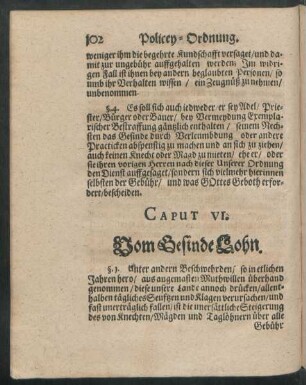 102 Policey-Ordnung.
weniger ihm die begehrte Kundschafft versaget/ und da-
mit zur ungebühr auffgehalten werden: Im widri-
gen Fall ist ihnen bey andern beglaubten Personen, so
umb ihr Verhalten wissen / ein Zeugnüß zu nehmen/
unbenommen.
§.4. Es soll sich auch iedweder er sey Adel/ Prie-
ster/ Bürger oder Bauer/ bey Vermeydung Exempla-
rischer Bestraffung gäntzlich enthalten / seinem Nech-
sten das Gesinde durch Verleumbdung oder andere
Practicken abspenstig zu machen und an sich zu ziehen/
auch keinen Knecht oder Magd zu mieten / ehe er / oder
sie ihren vorigen Herren nach dieser Unserer Ordnung
den Dienst auffgesaget/ sondern sich vielmehr hierinnen
selbsten der Gebühr/ und was GOttes Geboth erfor-
dert/ bescheiden.
CAPUT VI.
Vom Gesinde Lohn.
§.1. Unter andern Beschwehrden / so in etlichen
Jahren hero/ aus angemasten Muthwillen überhand
genommen/ diese unsere Lande annoch drücken/ allent-
halben tägliches Seufftzen und Klagen verursachen/ und
fast unerträglich fallen/ ist die unersättliche Steigerung
des von Knechten/ Mägden und Taglöhnern über alle
Gebühr